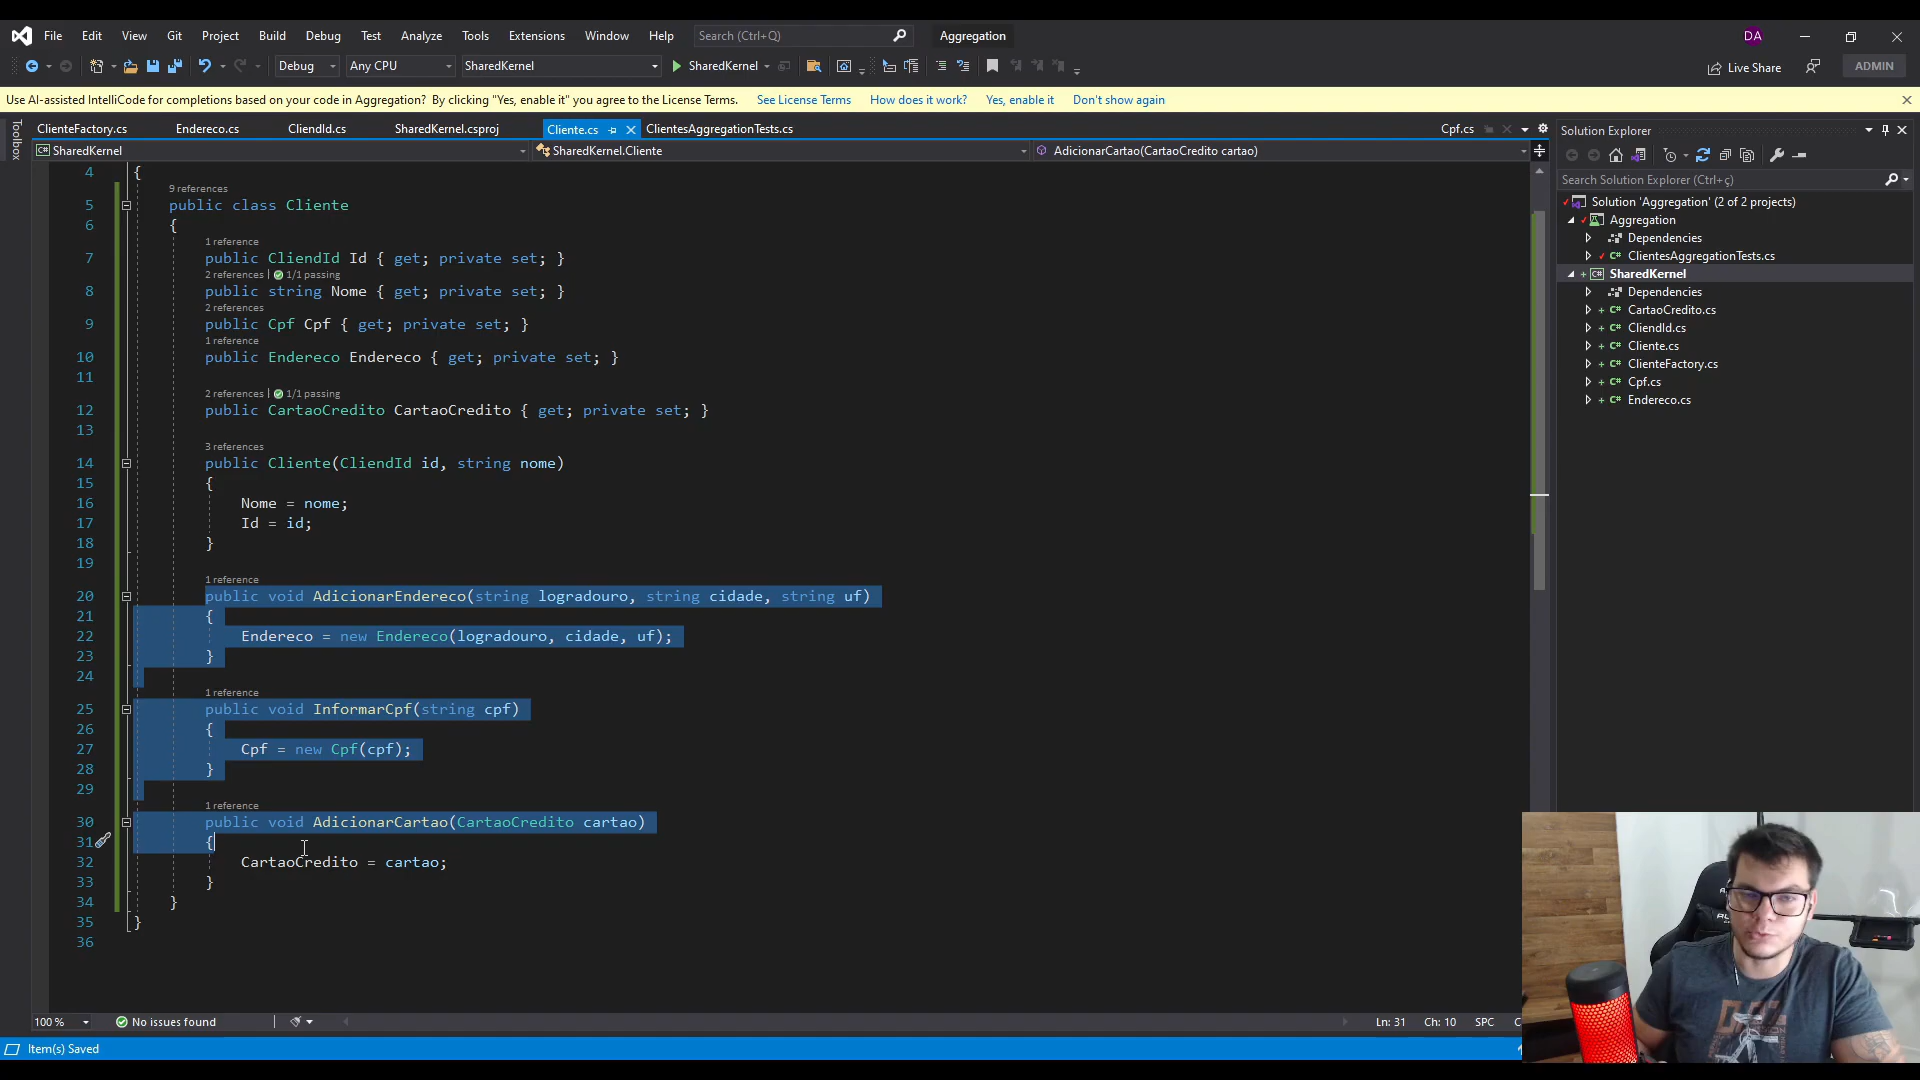 File Edit View Git Project Build Debug Test Analyze Tools Extensions Window Help Search (Ctrl+Q) Aggregation DA
Debug Any CPU SharedKernel SharedKernel Live Share ADMIN
Use AI-assisted IntelliCode for completions based on your code in Aggregation? By clicking "Yes, enable it" you agree to the License Terms. See License Terms How does it work? Yes, enable it Don't show again
Toolbox
ClienteFactory.cs Endereco.cs CliendId.cs SharedKernel.csproj Cliente.cs ClientesAggregationTests.cs Cpf.cs
SharedKernel SharedKernel.Cliente AdicionarCartao(CartaoCredito cartao)
4 {
9 references
5 public class Cliente
6 {
1 reference
7 public CliendId Id { get; private set; }
2 references | 1/1 passing
8 public string Nome { get; private set; }
2 references
9 public Cpf Cpf { get; private set; }
1 reference
10 public Endereco Endereco { get; private set; }
11
2 references | 1/1 passing
12 public CartaoCredito CartaoCredito { get; private set; }
13
3 references
14 public Cliente(CliendId id, string nome)
15 {
16 Nome = nome;
17 Id = id;
18 }
19
1 reference
20 public void AdicionarEndereco(string logradouro, string cidade, string uf)
21 {
22 Endereco = new Endereco(logradouro, cidade, uf);
23 }
24
1 reference
25 public void InformarCpf(string cpf)
26 {
27 Cpf = new Cpf(cpf);
28 }
29
1 reference
30 public void AdicionarCartao(CartaoCredito cartao)
31 {
32 CartaoCredito = cartao;
33 }
34 }
35 }
36
100 % No issues found Ln: 31 Ch: 10 SPC
Item(s) Saved
Solution Explorer
Search Solution Explorer (Ctrl+ç)
Solution 'Aggregation' (2 of 2 projects)
Aggregation
Dependencies
ClientesAggregationTests.cs
SharedKernel
Dependencies
CartaoCredito.cs
CliendId.cs
Cliente.cs
ClienteFactory.cs
Cpf.cs
Endereco.cs